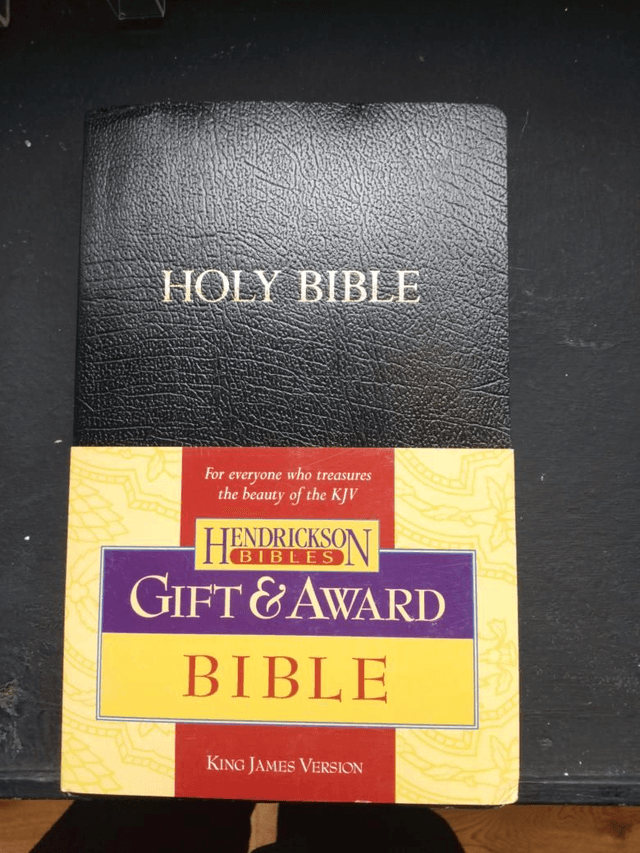 HOLY BIBLE
For everyone who treasures
the beauty of the KJV
HENDRICKSON
BIBLES
GIFT & AWARD
BIBLE
KING JAMES VERSION